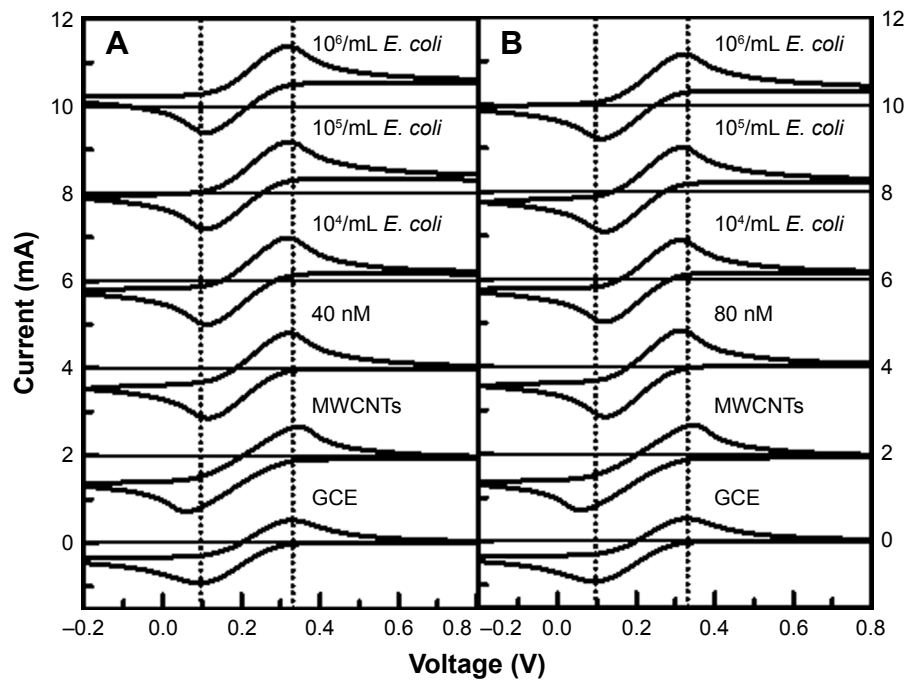 A
B
10⁶/mL E. coli
10⁶/mL E. coli
10⁵/mL E. coli
10⁵/mL E. coli
10⁴/mL E. coli
10⁴/mL E. coli
40 nM
80 nM
MWCNTs
MWCNTs
GCE
GCE
12
10
8
6
4
2
0
12
10
8
6
4
2
0
Current (mA)
–0.2 0.0 0.2 0.4 0.6 0.8 –0.2 0.0 0.2 0.4 0.6 0.8
Voltage (V)